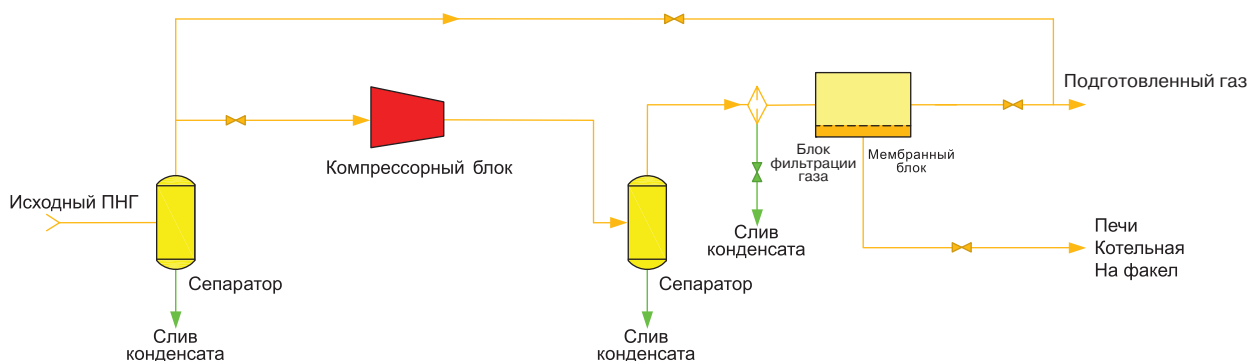 Подготовленный газ
Компрессорный блок
Блок
фильтрации
газа
Мембранный
блок
Исходный ПНГ
Сепаратор
Слив
конденсата
Сепаратор
Слив
конденсата
Слив
конденсата
Печи
Котельная
На факел